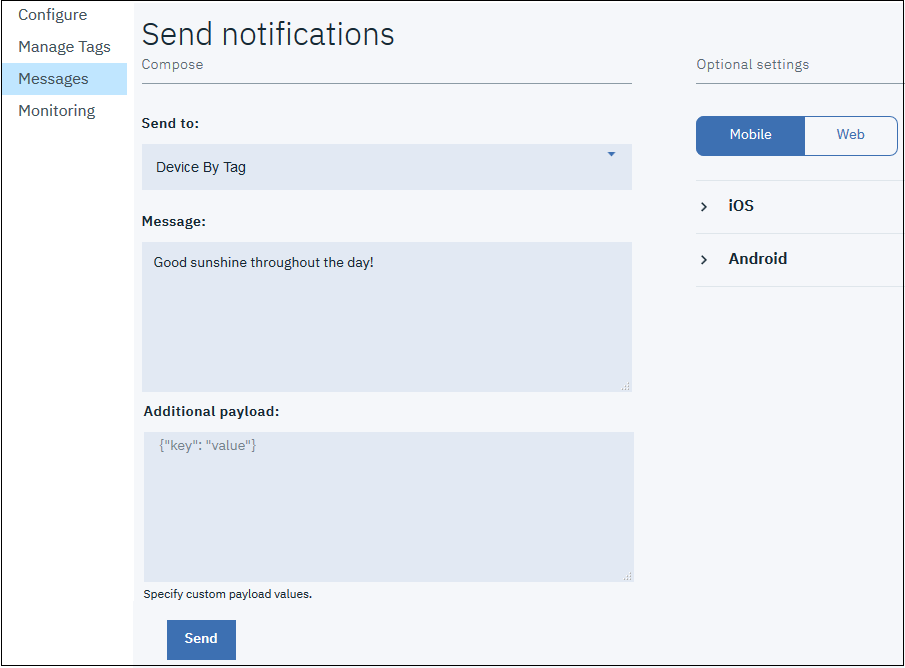 Configure
Manage Tags
Messages
Monitoring
Send notifications
Compose
Send to:
Device By Tag
Message:
Good sunshine throughout the day!
Additional payload:
{"key": "value"}
Specify custom payload values.
Send
Optional settings
Mobile Web
iOS
Android